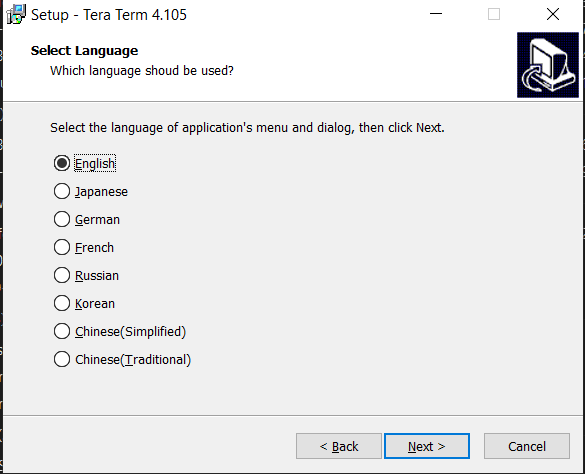 Setup - Tera Term 4.105
Select Language
Which language shoud be used?
Select the language of application's menu and dialog, then click Next.
English
Japanese
German
French
Russian
Korean
Chinese(Simplified)
Chinese(Traditional)
< Back
Next >
Cancel